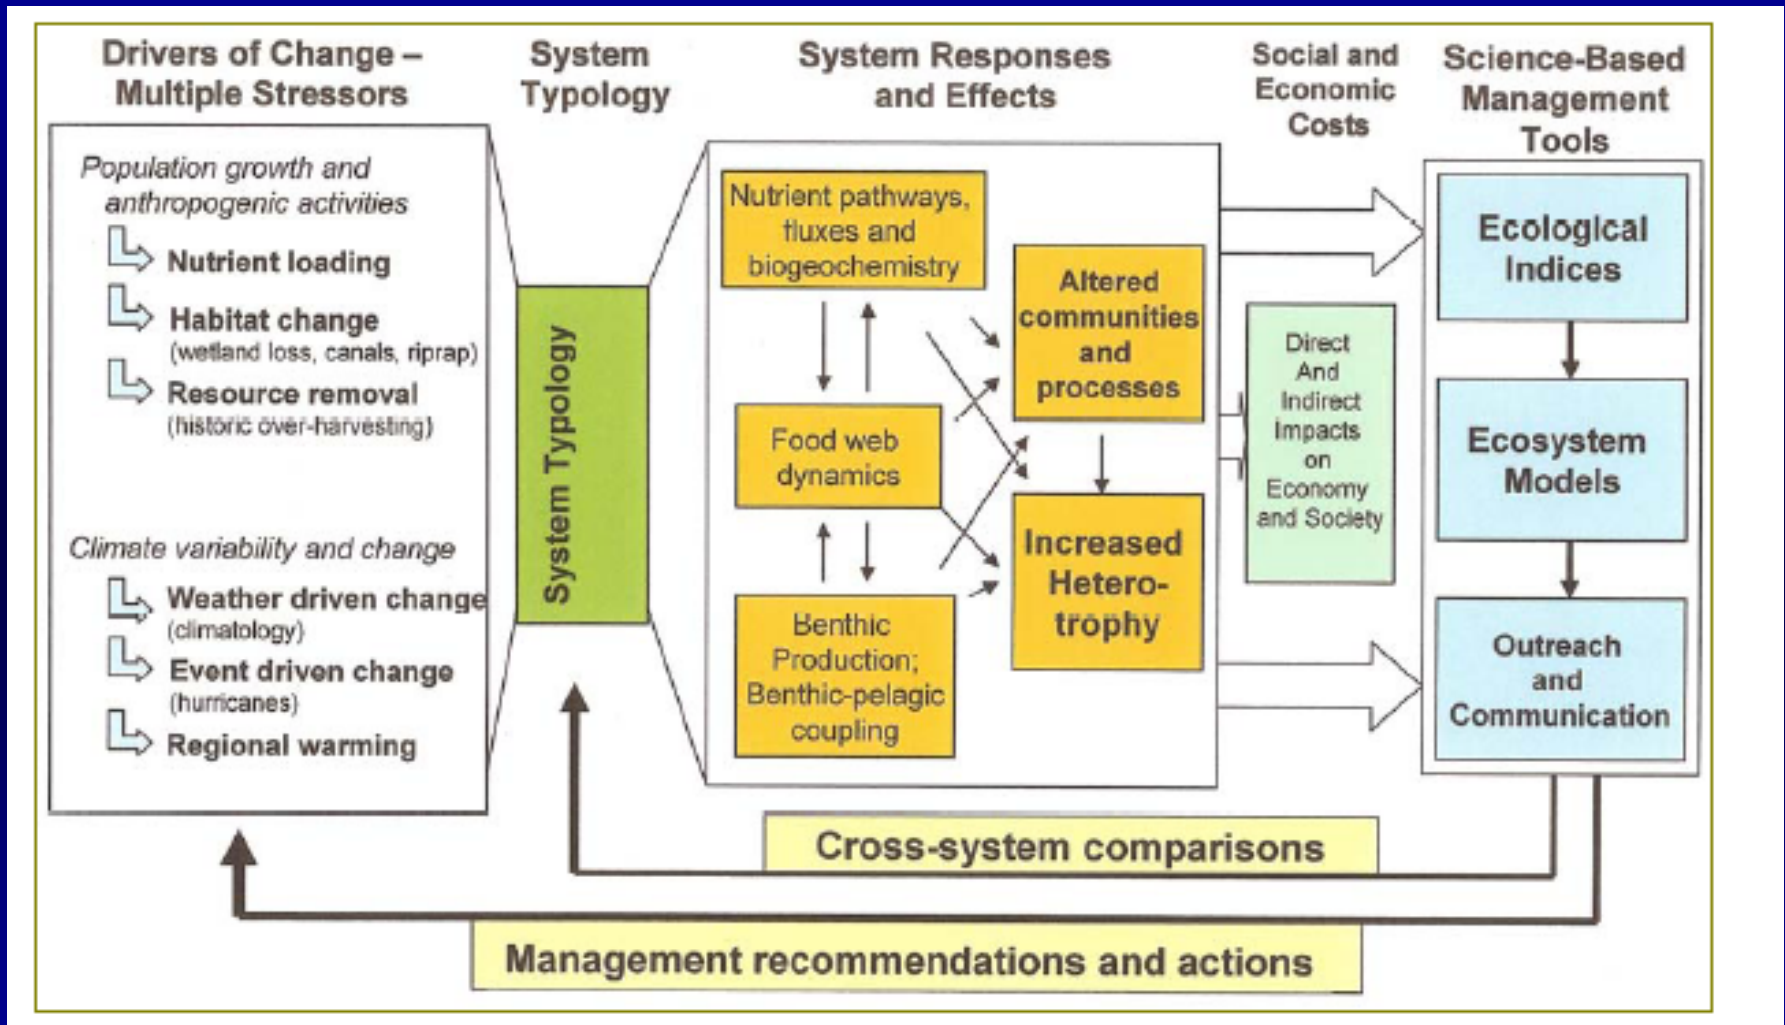 Drivers of Change –
Multiple Stressors
Population growth and
anthropogenic activities
Nutrient loading
Habitat change
(wetland loss, canals, riprap)
Resource removal
(historic over-harvesting)
Climate variability and change
Weather driven change
(climatology)
Event driven change
(hurricanes)
Regional warming
System
Typology
System Typology
System Responses
and Effects
Nutrient pathways,
fluxes and
biogeochemistry
Food web
dynamics
Benthic
Production;
Benthic-pelagic
coupling
Altered
communities
and
processes
Increased
Hetero-
trophy
Social and
Economic
Costs
Direct
And
Indirect
Impacts
on
Economy
and Society
Science-Based
Management
Tools
Ecological
Indices
Ecosystem
Models
Outreach
and
Communication
Cross-system comparisons
Management recommendations and actions